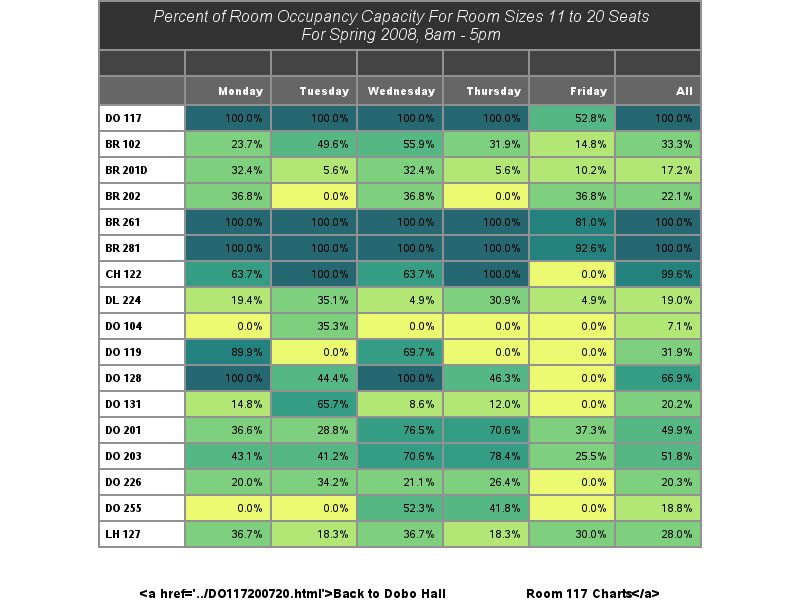 Percent of Room Occupancy Capacity For Room Sizes 11 to 20 Seats
For Spring 2008, 8am - 5pm
Monday Tuesday Wednesday Thursday Friday All
DO 117 100.0% 100.0% 100.0% 100.0% 52.8% 100.0%
BR 102 23.7% 49.6% 55.9% 31.9% 14.8% 33.3%
BR 201D 32.4% 5.6% 32.4% 5.6% 10.2% 17.2%
BR 202 36.8% 0.0% 36.8% 0.0% 36.8% 22.1%
BR 261 100.0% 100.0% 100.0% 100.0% 81.0% 100.0%
BR 281 100.0% 100.0% 100.0% 100.0% 92.6% 100.0%
CH 122 63.7% 100.0% 63.7% 100.0% 0.0% 99.6%
DL 224 19.4% 35.1% 4.9% 30.9% 4.9% 19.0%
DO 104 0.0% 35.3% 0.0% 0.0% 0.0% 7.1%
DO 119 89.9% 0.0% 69.7% 0.0% 0.0% 31.9%
DO 128 100.0% 44.4% 100.0% 46.3% 0.0% 66.9%
DO 131 14.8% 65.7% 8.6% 12.0% 0.0% 20.2%
DO 201 36.6% 28.8% 76.5% 70.6% 37.3% 49.9%
DO 203 43.1% 41.2% 70.6% 78.4% 25.5% 51.8%
DO 226 20.0% 34.2% 21.1% 26.4% 0.0% 20.3%
DO 255 0.0% 0.0% 52.3% 41.8% 0.0% 18.8%
LH 127 36.7% 18.3% 36.7% 18.3% 30.0% 28.0%
<a href='../DO117200720.html'>Back to Dobo Hall Room 117 Charts</a>